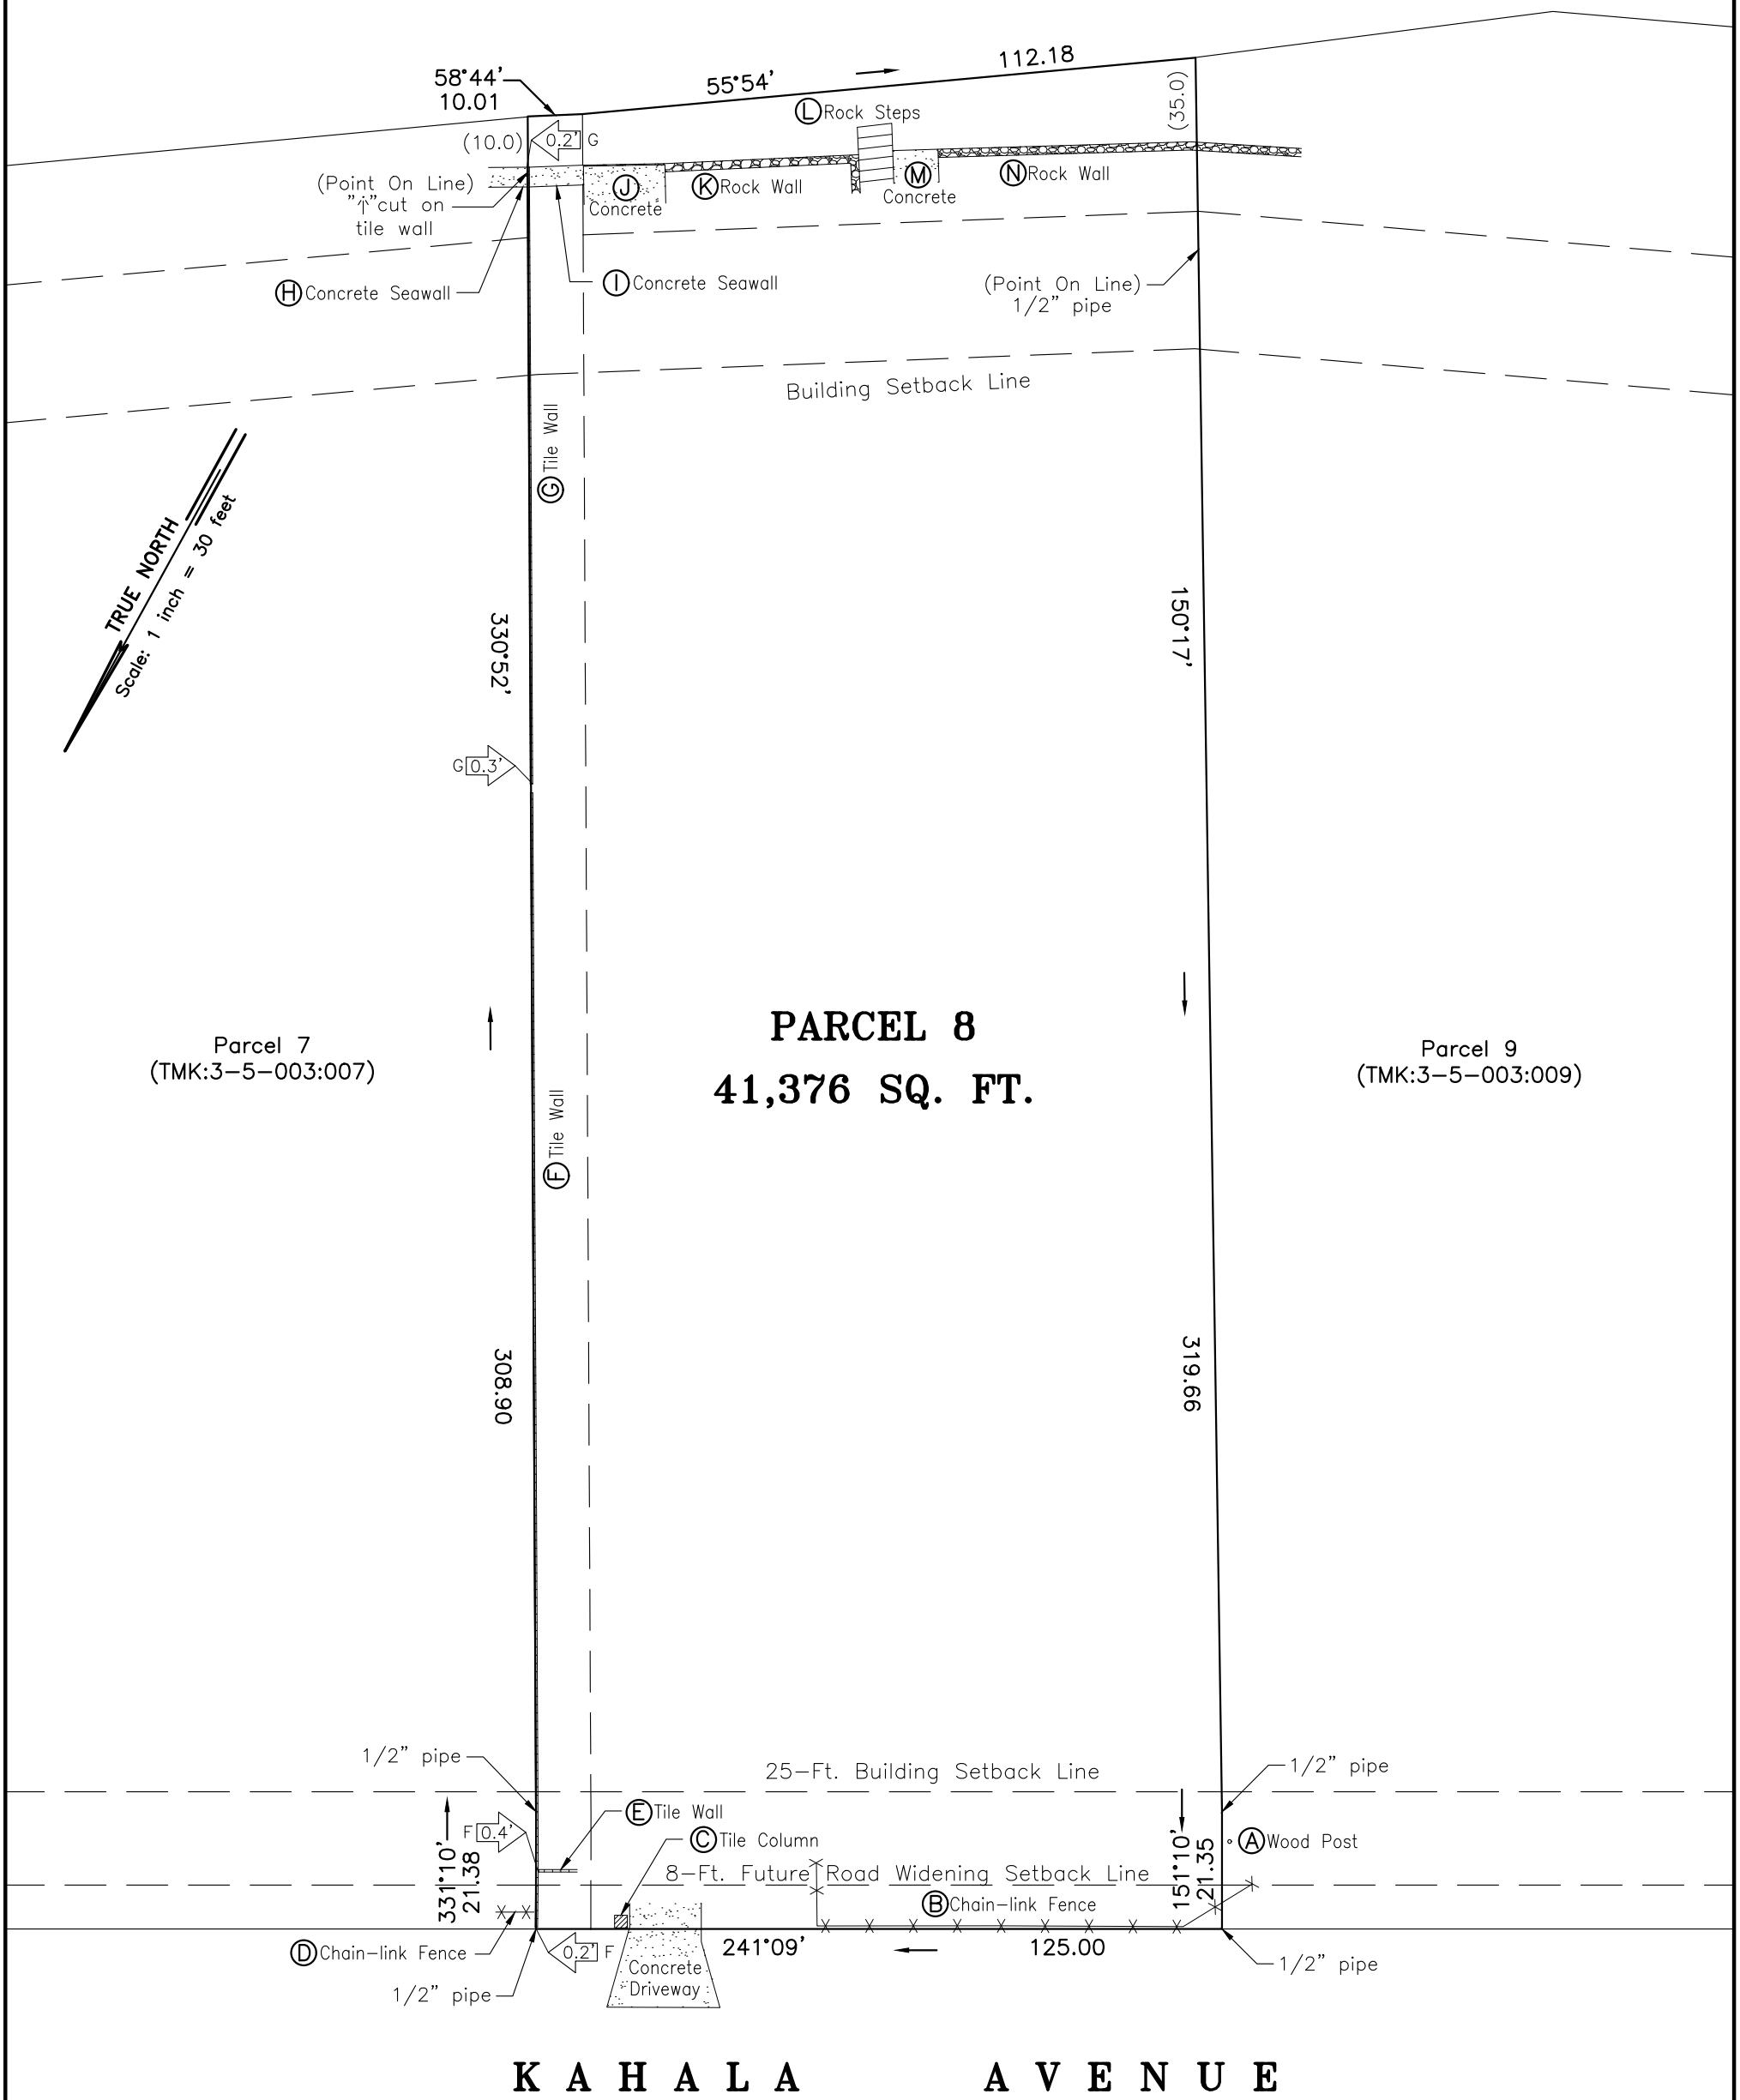 58°44'
10.01
55°54'
112.18
(35.0)
(10.0)
0.2' G
Ⓛ Rock Steps
(Point On Line)
"↑"cut on
tile wall
Ⓙ
Concrete
Ⓚ Rock Wall
Ⓜ
Concrete
Ⓝ Rock Wall
Ⓗ Concrete Seawall
Ⓘ Concrete Seawall
(Point On Line)
1/2" pipe
Building Setback Line
Ⓖ Tile Wall
TRUE NORTH
Scale: 1 inch = 30 feet
330°52'
150°17'
G 0.3'
PARCEL 8
41,376 SQ. FT.
Parcel 7
(TMK:3-5-003:007)
Parcel 9
(TMK:3-5-003:009)
Ⓕ Tile Wall
308.90
319.66
1/2" pipe
25-Ft. Building Setback Line
1/2" pipe
F 0.4'
Ⓔ Tile Wall
Ⓒ Tile Column
Ⓐ Wood Post
331°10'
21.38
8-Ft. Future Road Widening Setback Line
151°10'
21.35
Ⓑ Chain-link Fence
Ⓓ Chain-link Fence
0.2' F
241°09'
125.00
Concrete
Driveway
1/2" pipe
1/2" pipe
KAHALA AVENUE